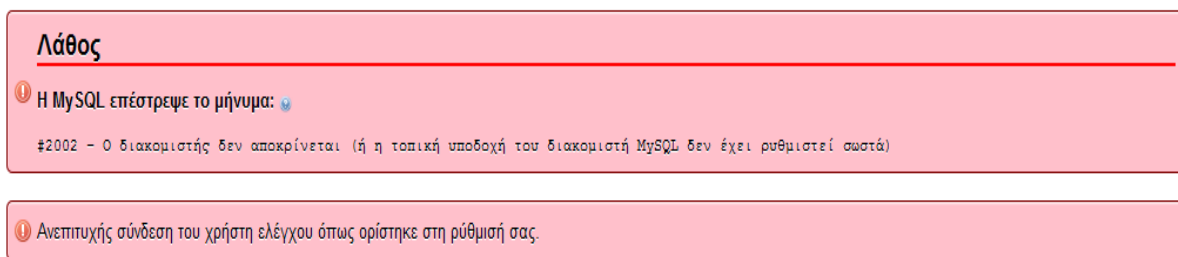 Λάθος
Η MySQL επέστρεψε το μήνυμα:
#2002 - Ο διακομιστής δεν αποκρίνεται (ή η τοπική υποδοχή του διακομιστή MySQL δεν έχει ρυθμιστεί σωστά)
Ανεπιτυχής σύνδεση του χρήστη ελέγχου όπως ορίστηκε στη ρύθμισή σας.